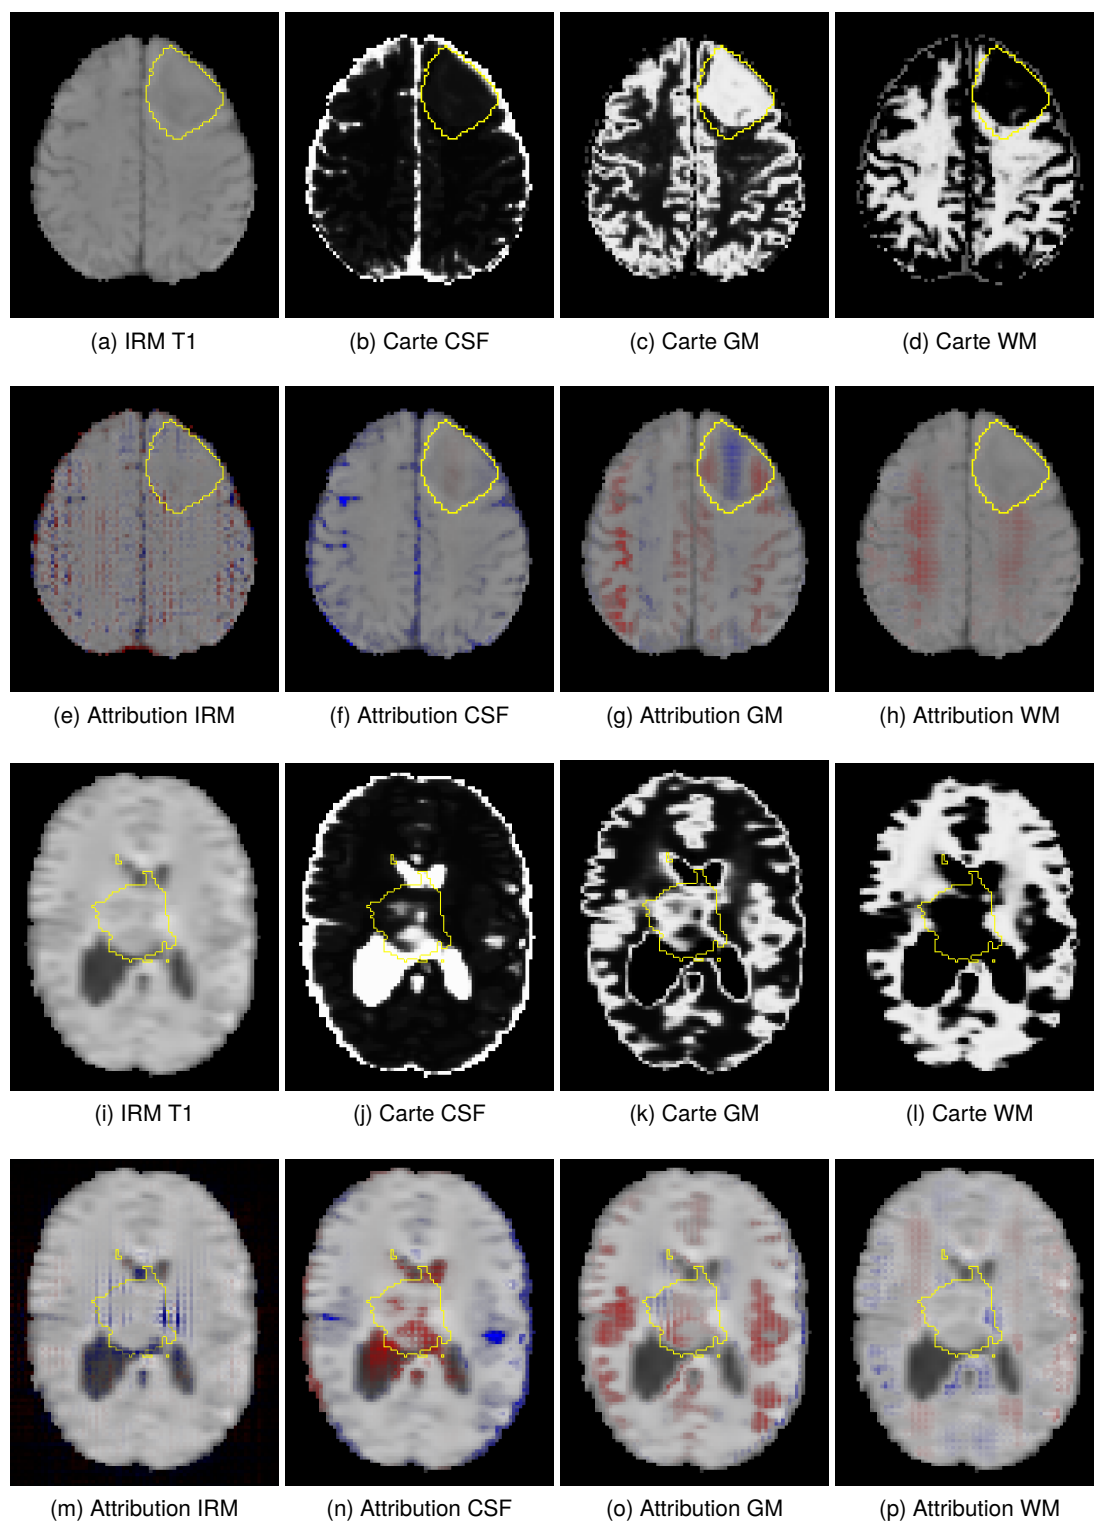 (a) IRM T1
(b) Carte CSF
(c) Carte GM
(d) Carte WM
(e) Attribution IRM
(f) Attribution CSF
(g) Attribution GM
(h) Attribution WM
(i) IRM T1
(j) Carte CSF
(k) Carte GM
(l) Carte WM
(m) Attribution IRM
(n) Attribution CSF
(o) Attribution GM
(p) Attribution WM